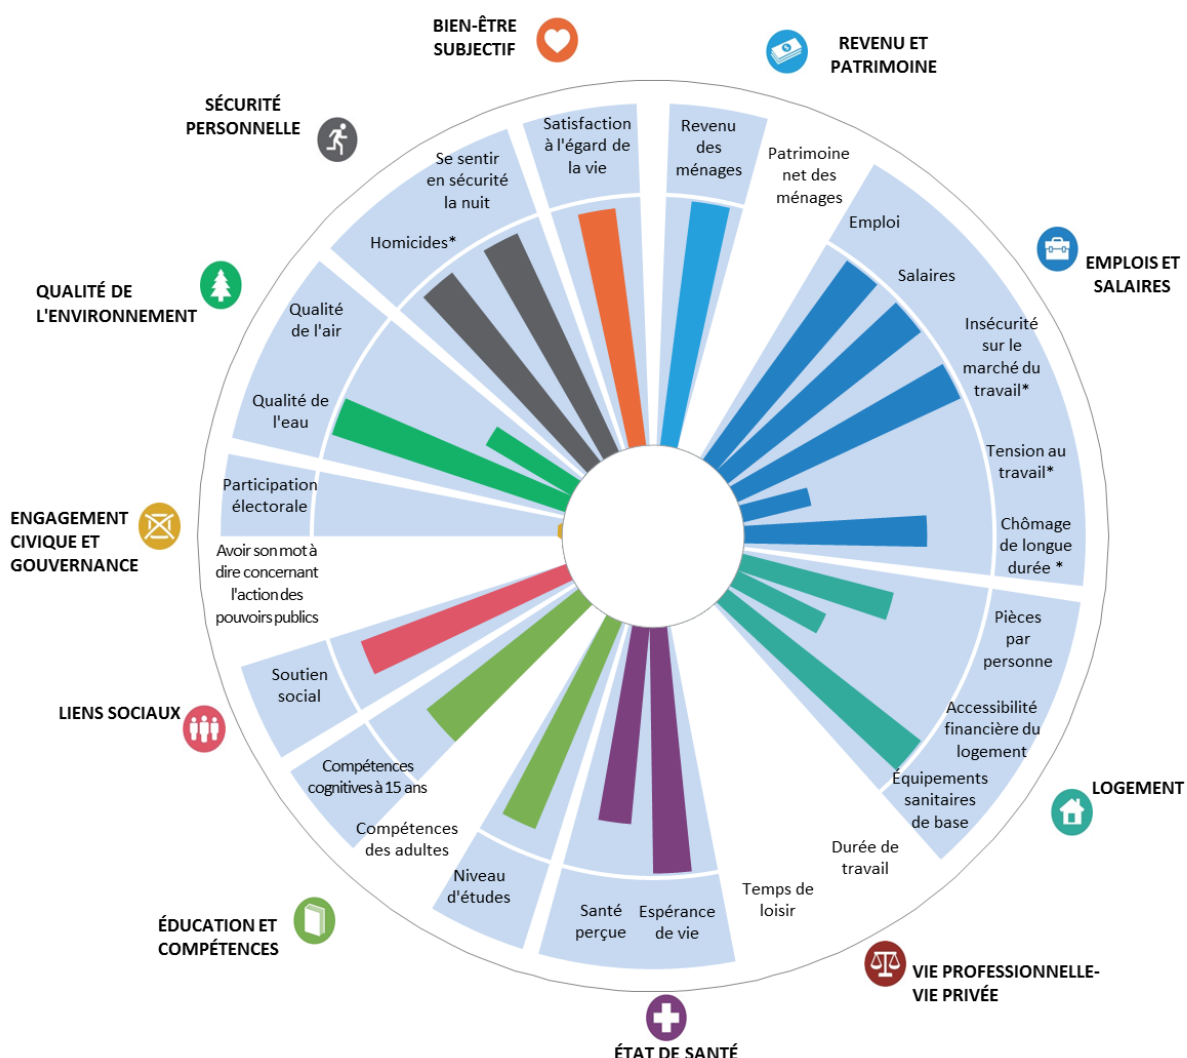 BIEN-ÊTRE
SUBJECTIF
REVENU ET
PATRIMOINE
SÉCURITÉ
PERSONNELLE
Satisfaction
à l'égard de
la vie
Revenu
des
ménages
Patrimoine
net des
ménages
Se sentir
en sécurité
la nuit
Homicides*
Emploi
Salaires
EMPLOIS ET
SALAIRES
QUALITÉ DE
L'ENVIRONNEMENT
Qualité
de l'air
Insécurité
sur le
marché du
travail*
Qualité de
l'eau
Tension au
travail*
Participation
électorale
Chômage
de longue
durée *
ENGAGEMENT
CIVIQUE ET
GOUVERNANCE
Avoir son mot à
dire concernant
l'action des
pouvoirs publics
Pièces
par
personne
Soutien
social
LIENS SOCIAUX
Accessibilité
financière du
logement
Compétences
cognitives à 15 ans
Équipements
sanitaires
de base
LOGEMENT
Compétences
des adultes
Durée de
travail
Niveau
d'études
Temps de
loisir
Santé
perçue
Espérance
de vie
ÉDUCATION ET
COMPÉTENCES
VIE PROFESSIONNELLE-
VIE PRIVÉE
ÉTAT DE SANTÉ